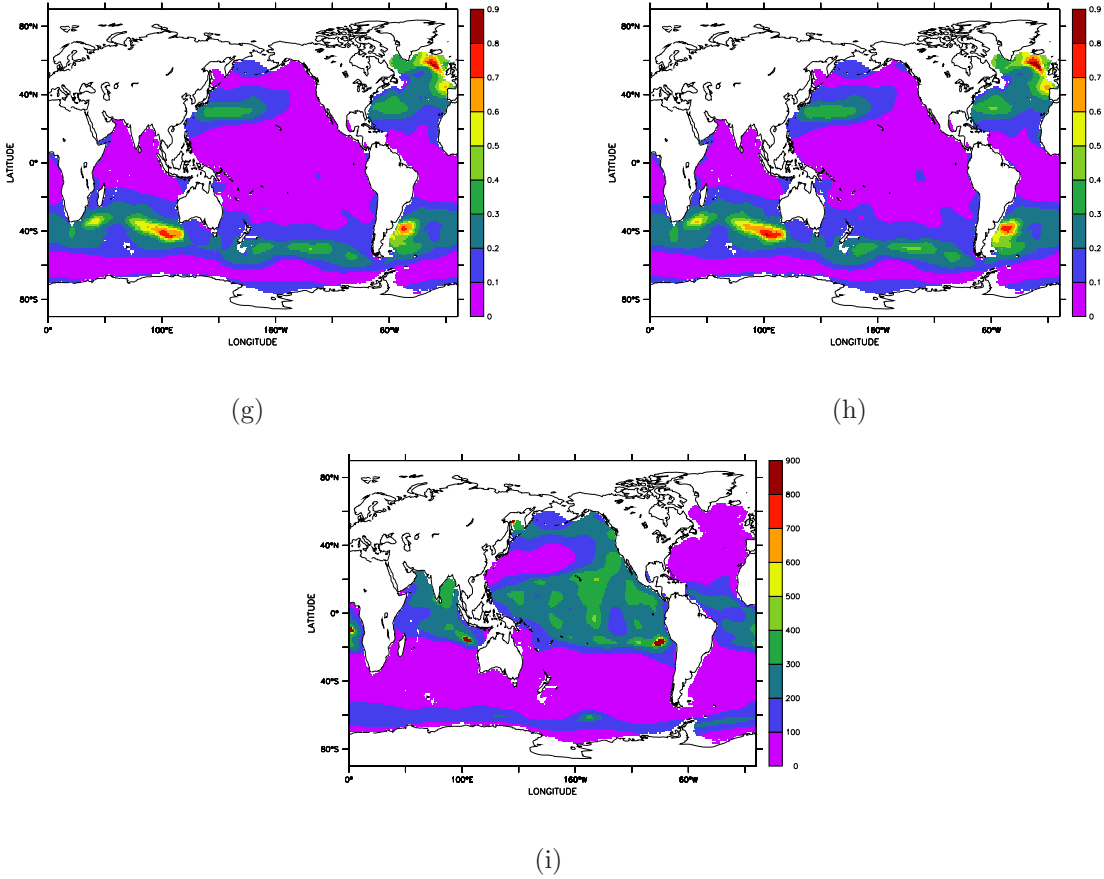 80°N
40°N
0°
40°S
80°S
LATITUDE
0°
100°E
160°W
60°W
LONGITUDE
0.9
0.8
0.7
0.6
0.5
0.4
0.3
0.2
0.1
0
(g)
80°N
40°N
0°
40°S
80°S
LATITUDE
0°
100°E
160°W
60°W
LONGITUDE
0.9
0.8
0.7
0.6
0.5
0.4
0.3
0.2
0.1
0
(h)
80°N
40°N
0°
40°S
80°S
LATITUDE
0°
100°E
160°W
60°W
LONGITUDE
900
800
700
600
500
400
300
200
100
0
(i)